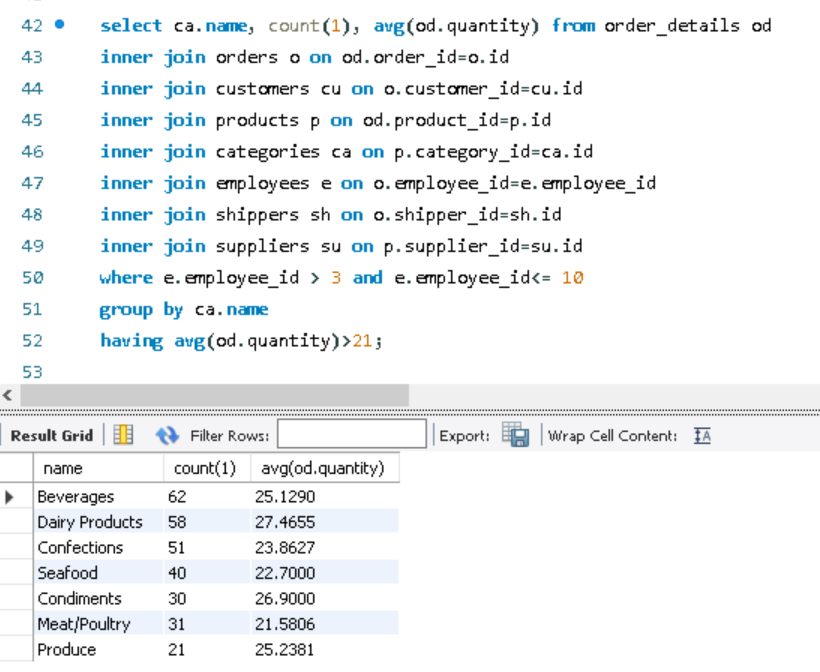 42 select ca.name, count(1), avg(od.quantity) from order_details od
43 inner join orders o on od.order_id=o.id
44 inner join customers cu on o.customer_id=cu.id
45 inner join products p on od.product_id=p.id
46 inner join categories ca on p.category_id=ca.id
47 inner join employees e on o.employee_id=e.employee_id
48 inner join shippers sh on o.shipper_id=sh.id
49 inner join suppliers su on p.supplier_id=su.id
50 where e.employee_id > 3 and e.employee_id<= 10
51 group by ca.name
52 having avg(od.quantity)>21;
53
Result Grid Filter Rows: Export: Wrap Cell Content:
name count(1) avg(od.quantity)
Beverages 62 25.1290
Dairy Products 58 27.4655
Confections 51 23.8627
Seafood 40 22.7000
Condiments 30 26.9000
Meat/Poultry 31 21.5806
Produce 21 25.2381